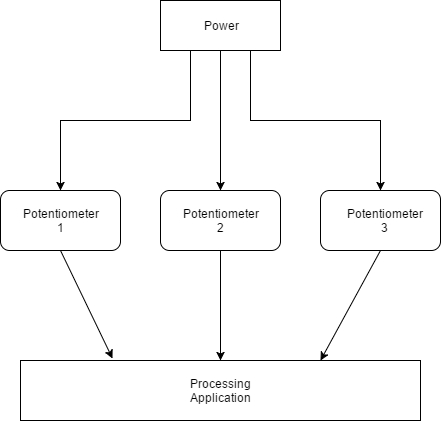 Power
Potentiometer
1
Potentiometer
2
Potentiometer
3
Processing
Application